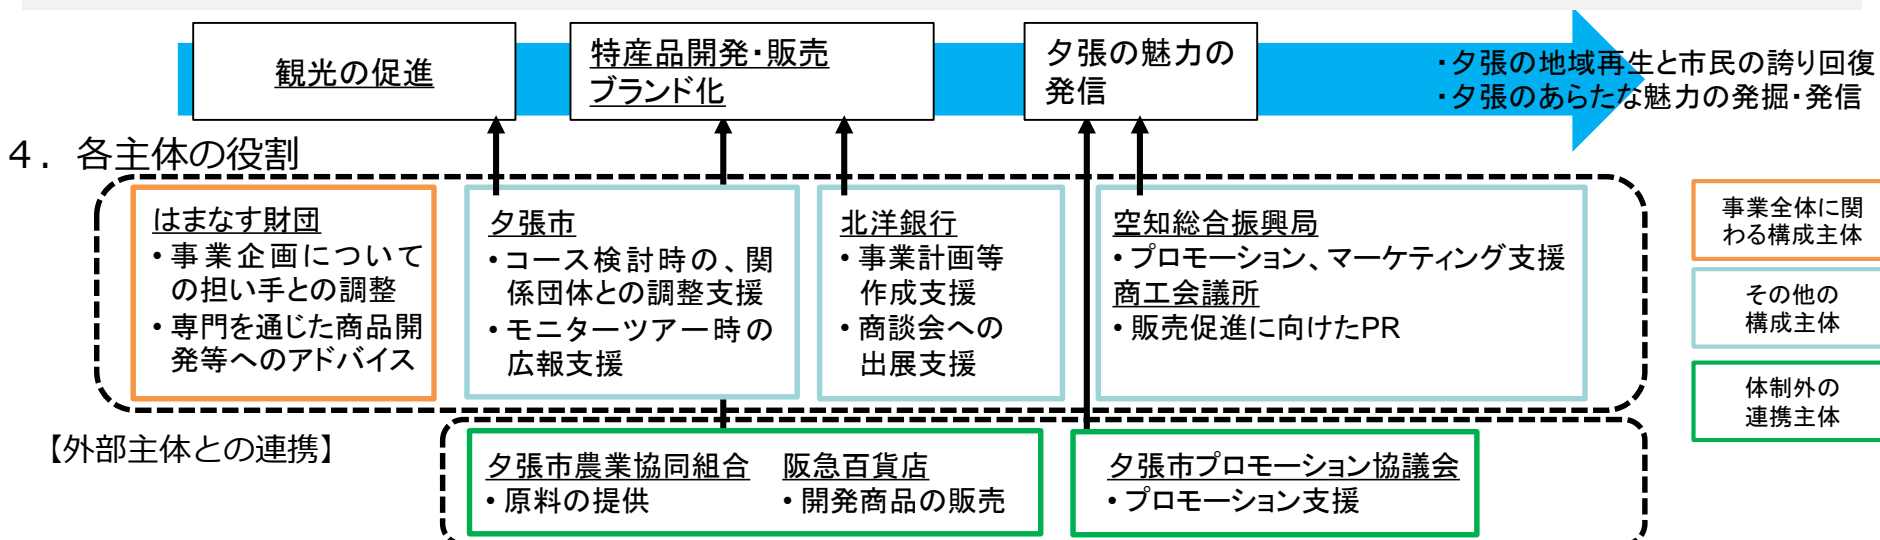 観光の促進
特産品開発・販売
ブランド化
夕張の魅力の
発信
・夕張の地域再生と市民の誇り回復
・夕張のあらたな魅力の発掘・発信
４．各主体の役割
はまなす財団
• 事業企画について
の担い手との調整
• 専門を通じた商品開
発等へのアドバイス
夕張市
• コース検討時の、関
係団体との調整支援
• モニターツアー時の
広報支援
北洋銀行
• 事業計画等
作成支援
• 商談会への
出展支援
空知総合振興局
• プロモーション、マーケティング支援
商工会議所
• 販売促進に向けたPR
事業全体に関
わる構成主体
その他の
構成主体
体制外の
連携主体
【外部主体との連携】
夕張市農業協同組合
• 原料の提供
阪急百貨店
• 開発商品の販売
夕張市プロモーション協議会
• プロモーション支援